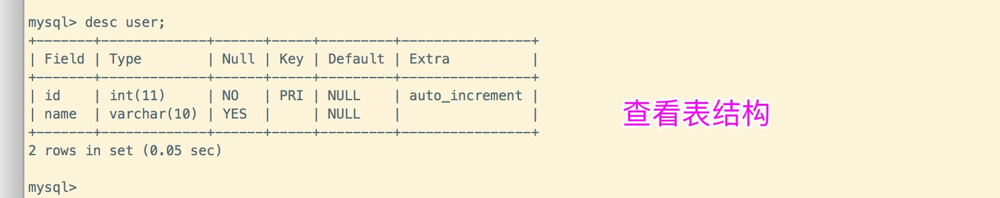 mysql> desc user;
+-------+-------------+------+-----+---------+----------------+
| Field | Type        | Null | Key | Default | Extra          |
+-------+-------------+------+-----+---------+----------------+
| id    | int(11)     | NO   | PRI | NULL    | auto_increment |
| name  | varchar(10) | YES  |     | NULL    |                |
+-------+-------------+------+-----+---------+----------------+
查看表结构
2 rows in set (0.05 sec)
mysql>